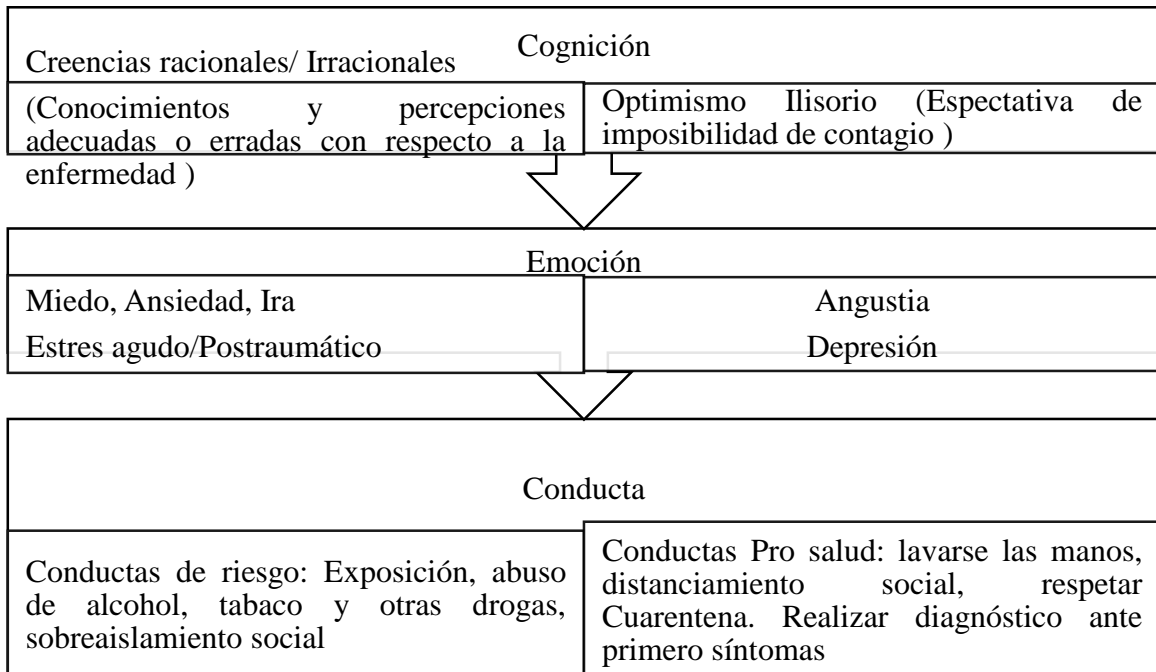 Cognición
Creencias racionales/ Irracionales
(Conocimientos y percepciones
adecuadas o erradas con respecto a la
enfermedad )
Optimismo Ilisorio (Espectativa de
imposibilidad de contagio )
Emoción
Miedo, Ansiedad, Ira
Estres agudo/Postraumático
Angustia
Depresión
Conducta
Conductas de riesgo: Exposición, abuso
de alcohol, tabaco y otras drogas,
sobreaislamiento social
Conductas Pro salud: lavarse las manos,
distanciamiento social, respetar
Cuarentena. Realizar diagnóstico ante
primero síntomas